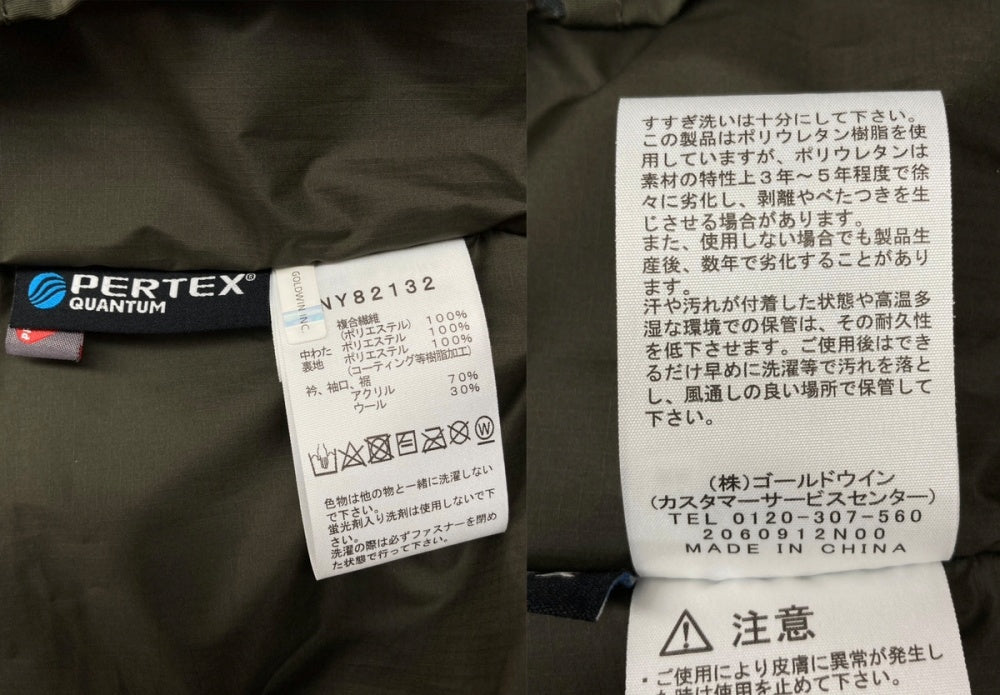 PERTEX®
QUANTUM
GOLDWIN INC.
NY82132
複合繊維
(ポリエステル) 100%
ポリエステル 100%
中わた ポリエステル 100%
裏地 (コーティング等樹脂加工)
衿、袖口、裾
アクリル 70%
ウール 30%
W
色物は他の物と一緒に洗濯しない
で下さい。
蛍光剤入り洗剤は使用しないで下
さい。
洗濯の際は必ずファスナーを閉め
た状態で行って下さい。
すすぎ洗いは十分にして下さい。
この製品はポリウレタン樹脂を使
用していますが、ポリウレタンは
素材の特性上3年〜5年程度で徐
々に劣化し、剥離やべたつきを生
じさせる場合があります。
また、使用しない場合でも製品生
産後、数年で劣化することがあり
ます。
汗や汚れが付着した状態や高温多
湿な環境での保管は、その耐久性
を低下させます。ご使用後はでき
るだけ早めに洗濯等で汚れを落と
し、風通しの良い場所で保管して
下さい。
(株)ゴールドウイン
(カスタマーサービスセンター)
TEL 0120-307-560
2060912N00
MADE IN CHINA
注意
・ご使用により皮膚に異常が発生し
た時は使用を止めて下さい。